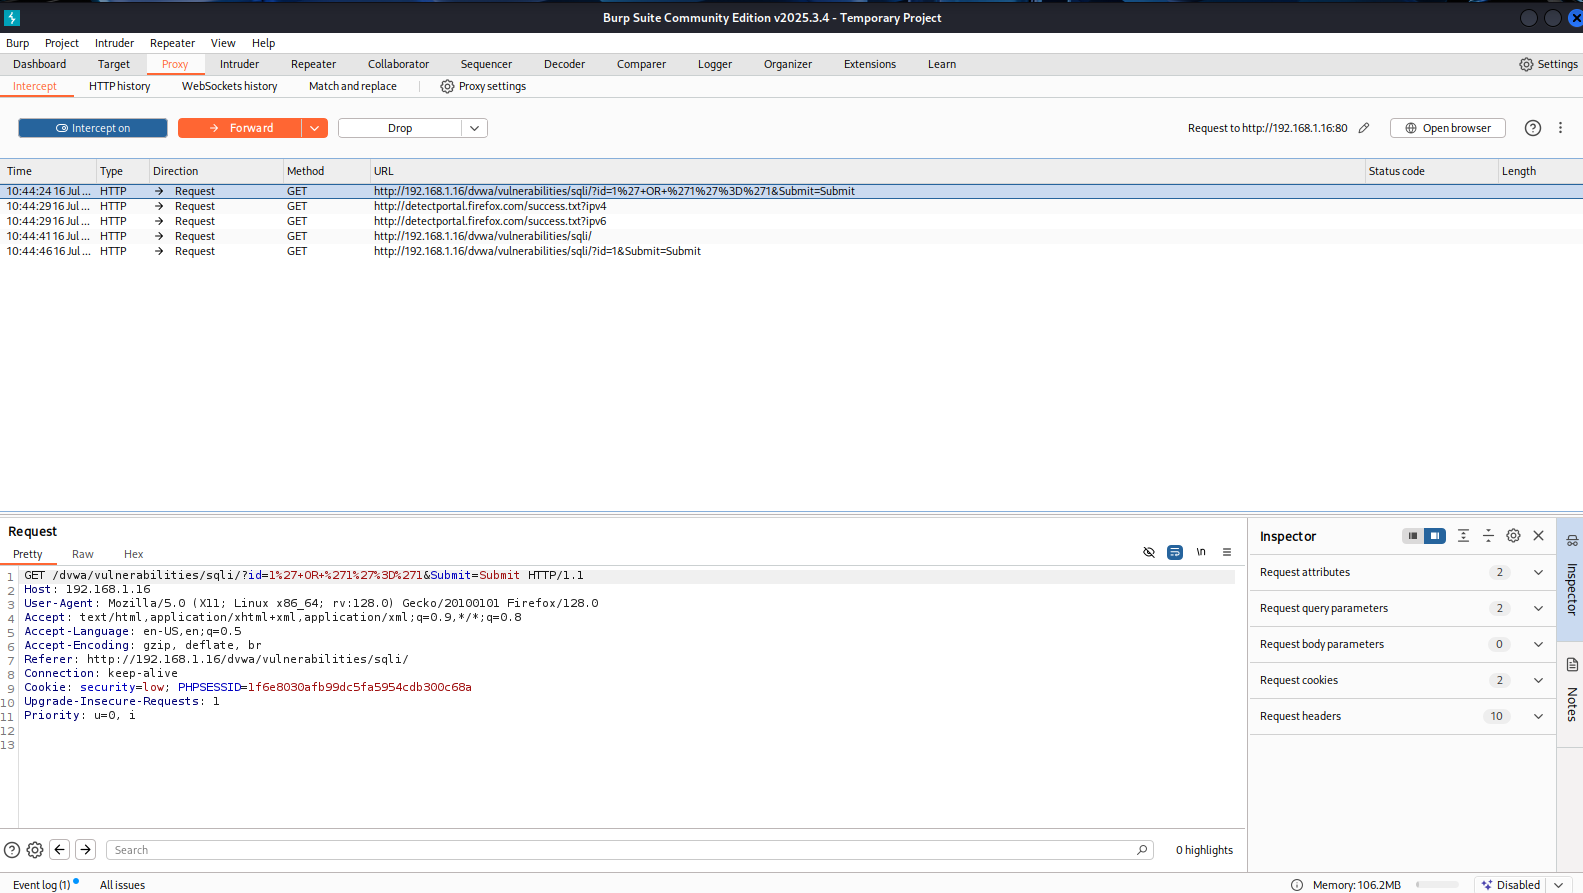 Burp Suite Community Edition v2025.3.4 - Temporary Project
Burp Project Intruder Repeater View Help
Dashboard Target Proxy Intruder Repeater Collaborator Sequencer Decoder Comparer Logger Organizer Extensions Learn Settings
Intercept HTTP history WebSockets history Match and replace Proxy settings
Intercept on Forward Drop Request to http://192.168.1.16:80 Open browser
Time Type Direction Method URL Status code Length
10:44:24 16 Jul ... HTTP → Request GET http://192.168.1.16/dvwa/vulnerabilities/sqli/?id=1%27+OR+%271%27%3D%271&Submit=Submit
10:44:29 16 Jul ... HTTP → Request GET http://detectportal.firefox.com/success.txt?ipv4
10:44:29 16 Jul ... HTTP → Request GET http://detectportal.firefox.com/success.txt?ipv6
10:44:41 16 Jul ... HTTP → Request GET http://192.168.1.16/dvwa/vulnerabilities/sqli/
10:44:46 16 Jul ... HTTP → Request GET http://192.168.1.16/dvwa/vulnerabilities/sqli/?id=1&Submit=Submit
Request
Pretty Raw Hex \n
1 GET /dvwa/vulnerabilities/sqli/?id=1%27+OR+%271%27%3D%271&Submit=Submit HTTP/1.1
2 Host: 192.168.1.16
3 User-Agent: Mozilla/5.0 (X11; Linux x86_64; rv:128.0) Gecko/20100101 Firefox/128.0
4 Accept: text/html,application/xhtml+xml,application/xml;q=0.9,*/*;q=0.8
5 Accept-Language: en-US,en;q=0.5
6 Accept-Encoding: gzip, deflate, br
7 Referer: http://192.168.1.16/dvwa/vulnerabilities/sqli/
8 Connection: keep-alive
9 Cookie: security=low; PHPSESSID=1f6e8030afb99dc5fa5954cdb300c68a
10 Upgrade-Insecure-Requests: 1
11 Priority: u=0, i
12
13
Search 0 highlights
Inspector
Request attributes 2
Request query parameters 2
Request body parameters 0
Request cookies 2
Request headers 10
Inspector
Notes
Event log (1) All issues Memory: 106.2MB Disabled